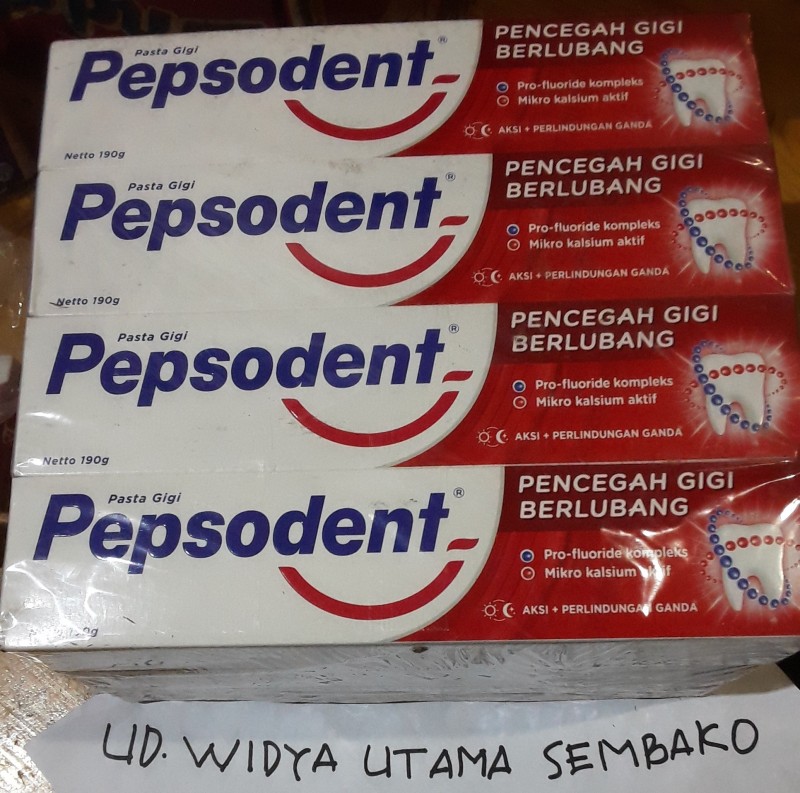 Pasta Gigi
Pepsodent®
Netto 190g
PENCEGAH GIGI
BERLUBANG
Pro-fluoride kompleks
Mikro kalsium aktif
AKSI + PERLINDUNGAN GANDA
Pasta Gigi
Pepsodent®
Netto 190g
PENCEGAH GIGI
BERLUBANG
Pro-fluoride kompleks
Mikro kalsium aktif
AKSI + PERLINDUNGAN GANDA
Pasta Gigi
Pepsodent®
Netto 190g
PENCEGAH GIGI
BERLUBANG
Pro-fluoride kompleks
Mikro kalsium aktif
AKSI + PERLINDUNGAN GANDA
Pasta Gigi
Pepsodent®
PENCEGAH GIGI
BERLUBANG
Pro-fluoride kompleks
Mikro kalsium aktif
AKSI + PERLINDUNGAN GANDA
UD. WIDYA UTAMA SEMBAKO